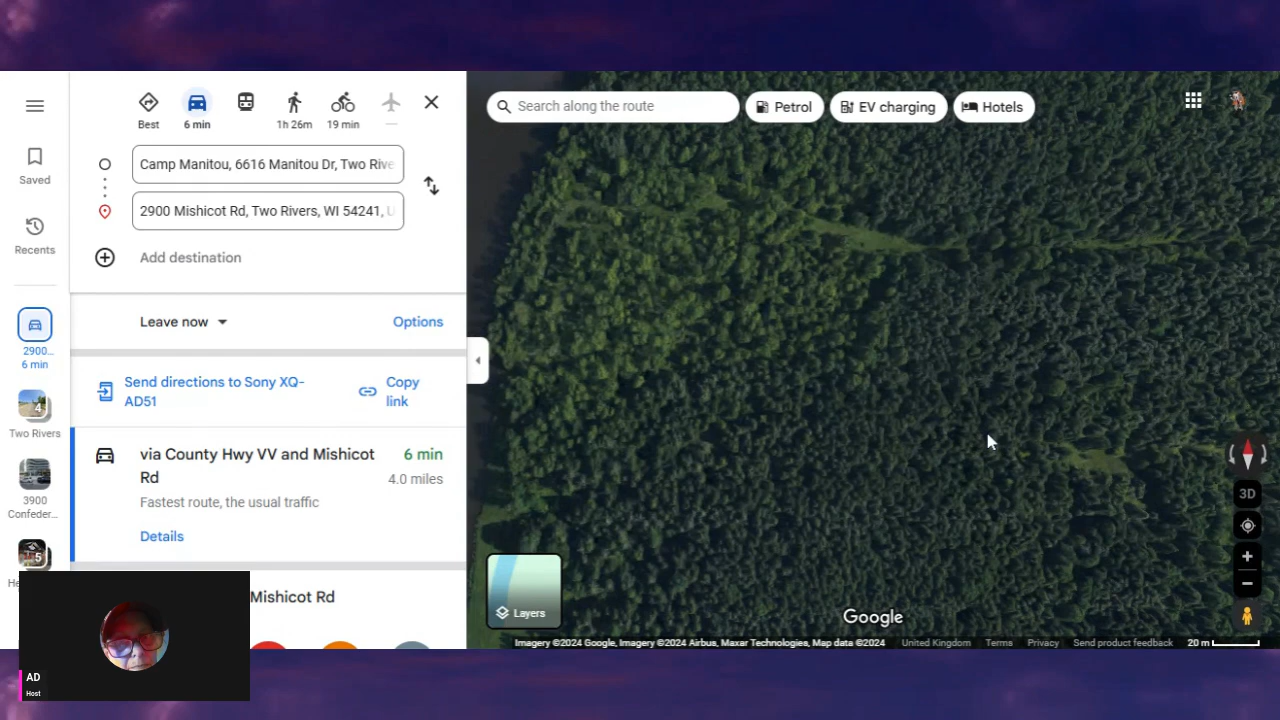 Best
6 min
1h 26m
19 min
—
Search along the route
Petrol
EV charging
Hotels
Saved
Camp Manitou, 6616 Manitou Dr, Two Rive
2900 Mishicot Rd, Two Rivers, WI 54241, U
Recents
Add destination
Leave now
Options
2900...
6 min
Send directions to Sony XQ-
AD51
Copy
link
4
Two Rivers
via County Hwy VV and Mishicot
Rd
6 min
4.0 miles
Fastest route, the usual traffic
3900
Confeder...
Details
5
He
Mishicot Rd
3D
Layers
Google
Imagery ©2024 Google, Imagery ©2024 Airbus, Maxar Technologies, Map data ©2024
United Kingdom
Terms
Privacy
Send product feedback
20 m
AD
Host